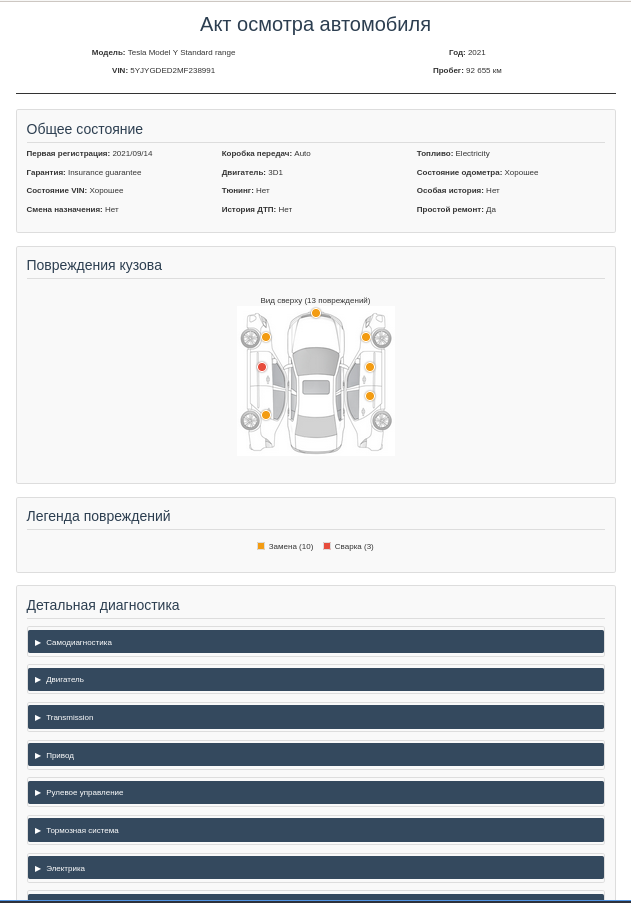 Акт осмотра автомобиля
Модель: Tesla Model Y Standard range Год: 2021
VIN: 5YJYGDED2MF238991 Пробег: 92 655 км
Общее состояние
Первая регистрация: 2021/09/14 Коробка передач: Auto Топливо: Electricity
Гарантия: Insurance guarantee Двигатель: 3D1 Состояние одометра: Хорошее
Состояние VIN: Хорошее Тюнинг: Нет Особая история: Нет
Смена назначения: Нет История ДТП: Нет Простой ремонт: Да
Повреждения кузова
Вид сверху (13 повреждений)
Легенда повреждений
Замена (10) Сварка (3)
Детальная диагностика
▶ Самодиагностика
▶ Двигатель
▶ Transmission
▶ Привод
▶ Рулевое управление
▶ Тормозная система
▶ Электрика